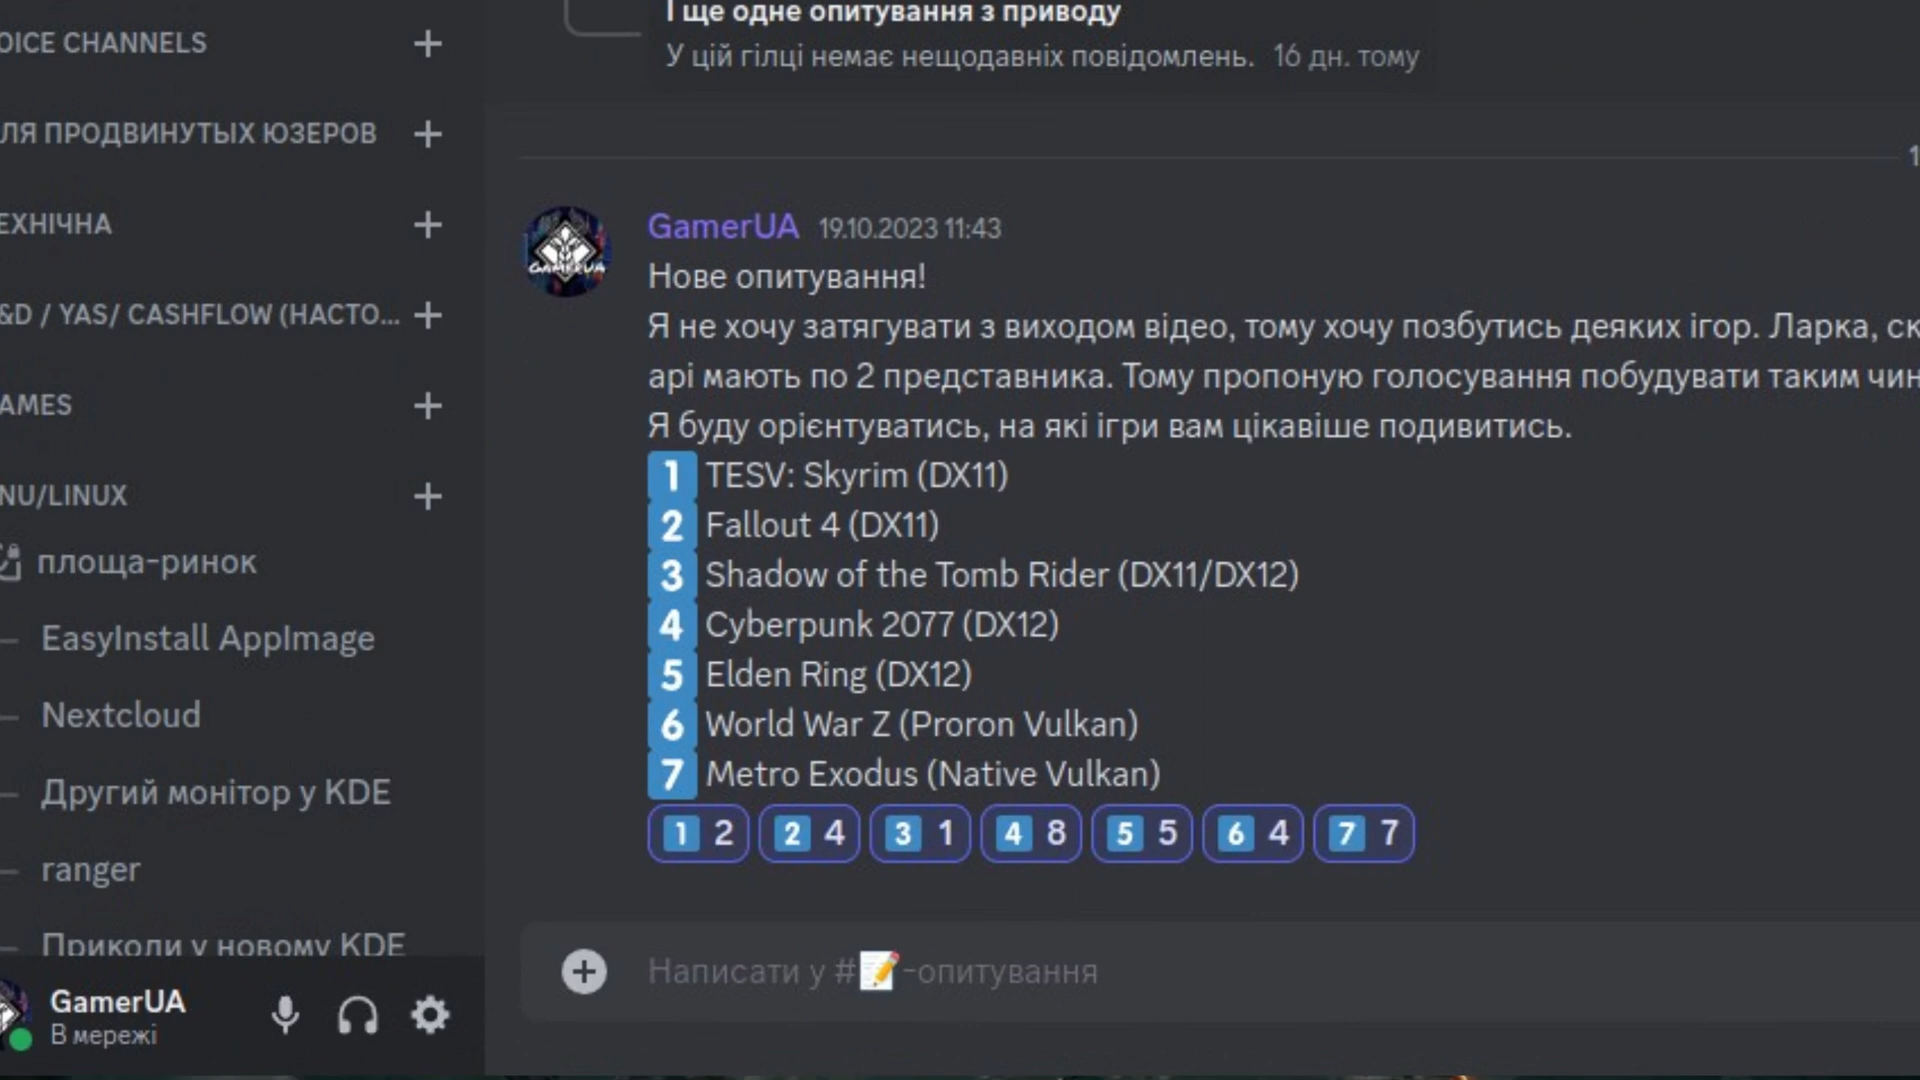 OICE CHANNELS
ЛЯ ПРОДВИНУТЫХ ЮЗЕРОВ
ЕХНІЧНА
&D / YAS/ CASHFLOW (НАСТО...
AMES
NU/LINUX
площа-ринок
EasyInstall AppImage
Nextcloud
Другий монітор у KDE
ranger
Приколи у новому KDE
GamerUA
В мережі
І ще одне опитування з приводу
У цій гілці немає нещодавніх повідомлень. 16 дн. тому
1
GAMERUA
GamerUA 19.10.2023 11:43
Нове опитування!
Я не хочу затягувати з виходом відео, тому хочу позбутись деяких ігор. Ларка, ск
арі мають по 2 представника. Тому пропоную голосування побудувати таким чин
Я буду орієнтуватись, на які ігри вам цікавіше подивитись.
1 TESV: Skyrim (DX11)
2 Fallout 4 (DX11)
3 Shadow of the Tomb Rider (DX11/DX12)
4 Cyberpunk 2077 (DX12)
5 Elden Ring (DX12)
6 World War Z (Proron Vulkan)
7 Metro Exodus (Native Vulkan)
1 2 2 4 3 1 4 8 5 5 6 4 7 7
Написати у #📝-опитування